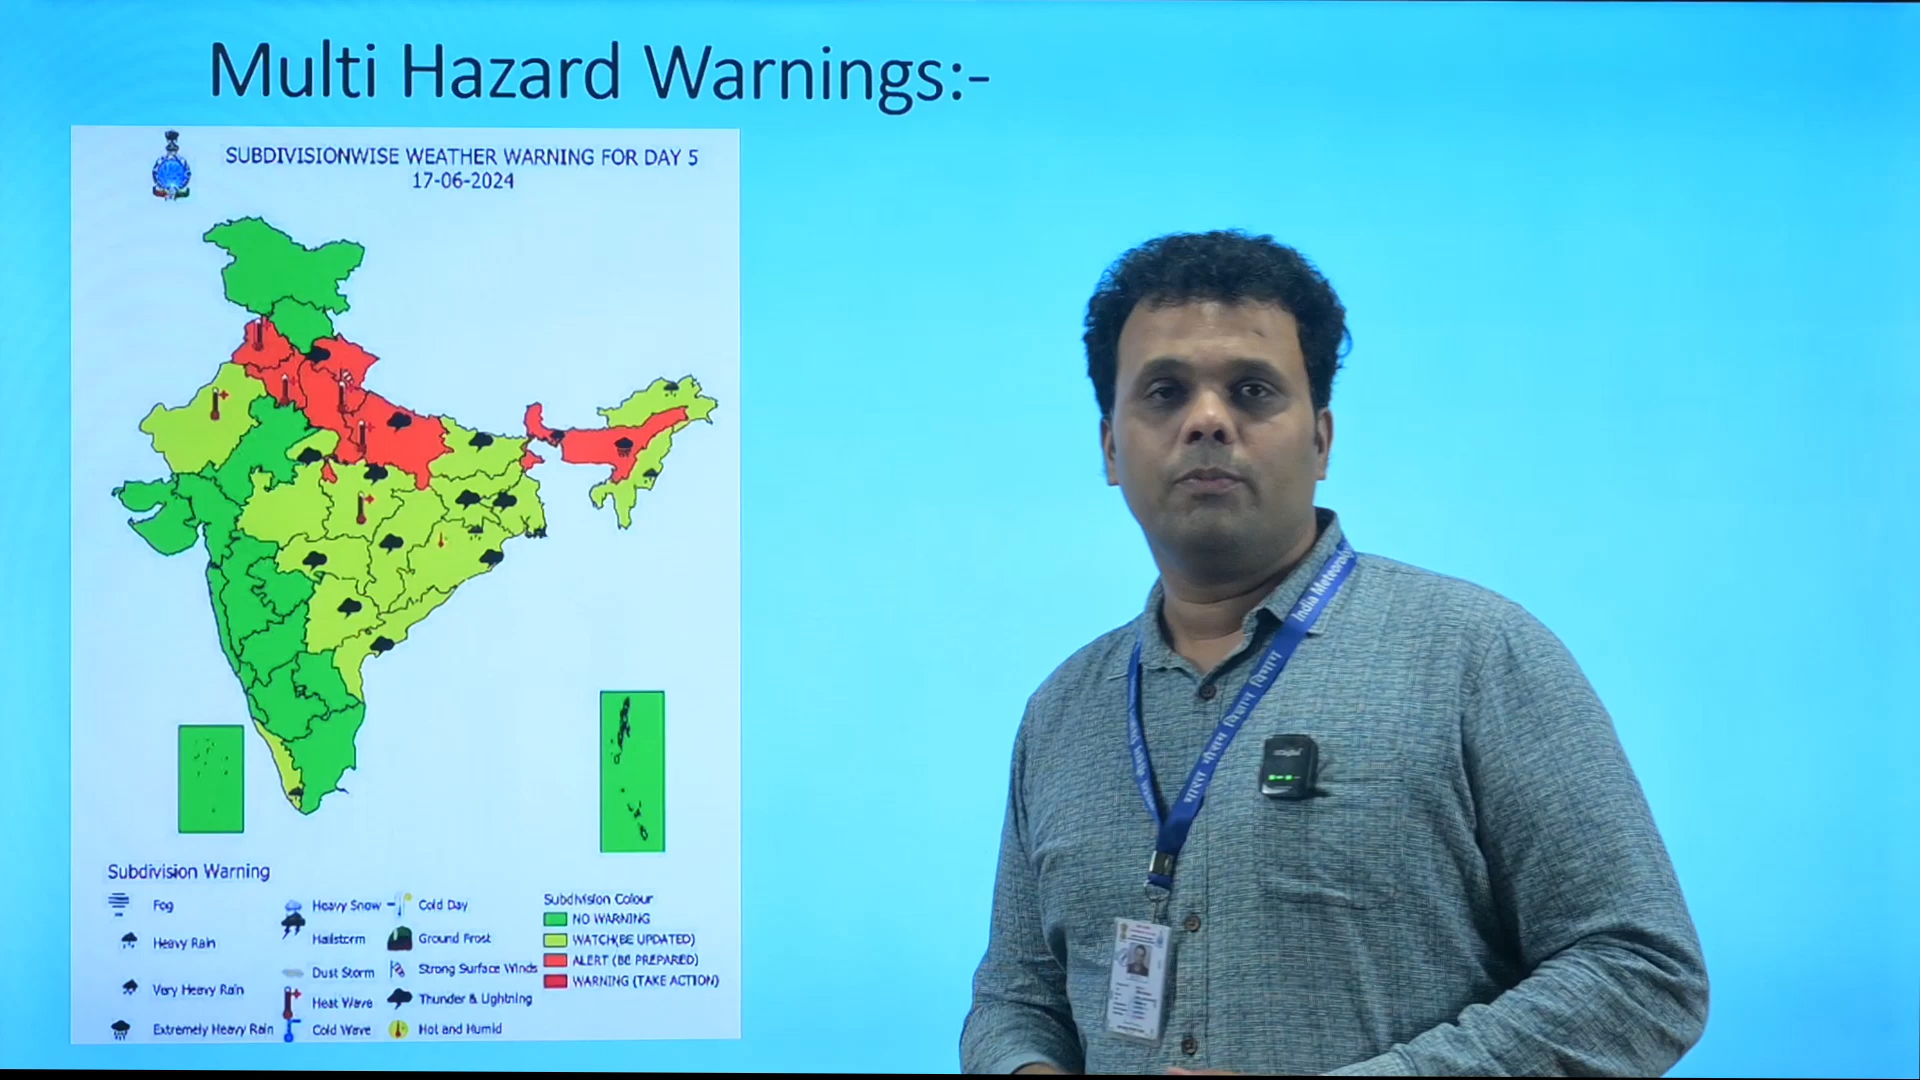 Multi Hazard Warnings:-
SUBDIVISIONWISE WEATHER WARNING FOR DAY 5
17-06-2024
Subdivision Warning
Fog
Heavy Rain
Very Heavy Rain
Extremely Heavy Rain
Heavy Snow
Hailstorm
Dust Storm
Heat Wave
Cold Wave
Cold Day
Ground Frost
Strong Surface Winds
Thunder & Lightning
Hot and Humid
Subdivision Colour
NO WARNING
WATCH(BE UPDATED)
ALERT (BE PREPARED)
WARNING (TAKE ACTION)
India Meteorol
भारत मौसम विज्ञान विभाग